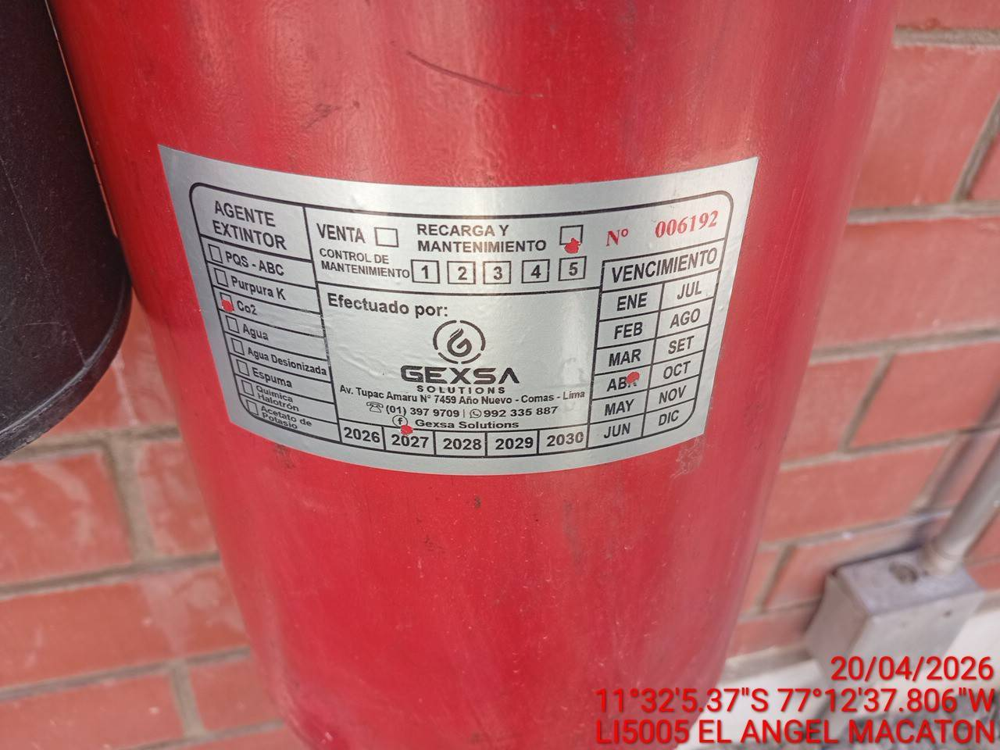 AGENTE
EXTINTOR
PQS - ABC
Purpura K
Co2
Agua
Agua Desionizada
Espuma
Quimica
Halotrón
Acetato de
Potasio
VENTA
RECARGA Y
MANTENIMIENTO
Nº 006192
CONTROL DE
MANTENIMIENTO 1 2 3 4 5
Efectuado por:
G
GEXSA
SOLUTIONS
Av. Tupac Amaru N° 7459 Año Nuevo - Comas - Lima
(01) 397 9709 | 992 335 887
f Gexsa Solutions
2026 2027 2028 2029 2030
VENCIMIENTO
ENE JUL
FEB AGO
MAR SET
ABR OCT
MAY NOV
JUN DIC
20/04/2026
11°32'5.37"S 77°12'37.806"W
LI5005 EL ANGEL MACATON